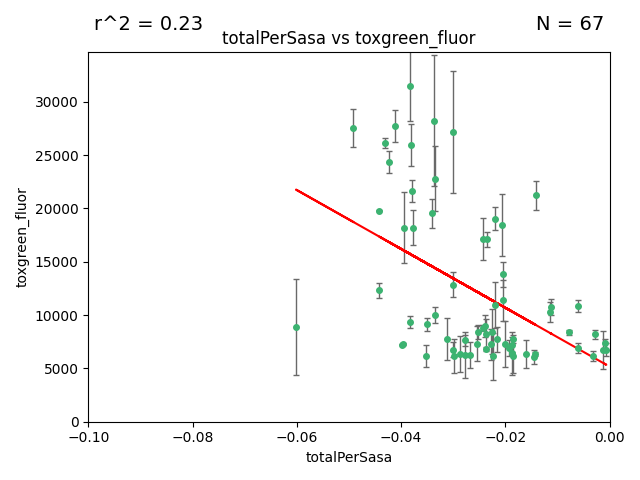 r^2 = 0.23
N = 67
totalPerSasa vs toxgreen_fluor
30000
25000
20000
15000
10000
5000
0
toxgreen_fluor
−0.10
−0.08
−0.06
−0.04
−0.02
0.00
totalPerSasa